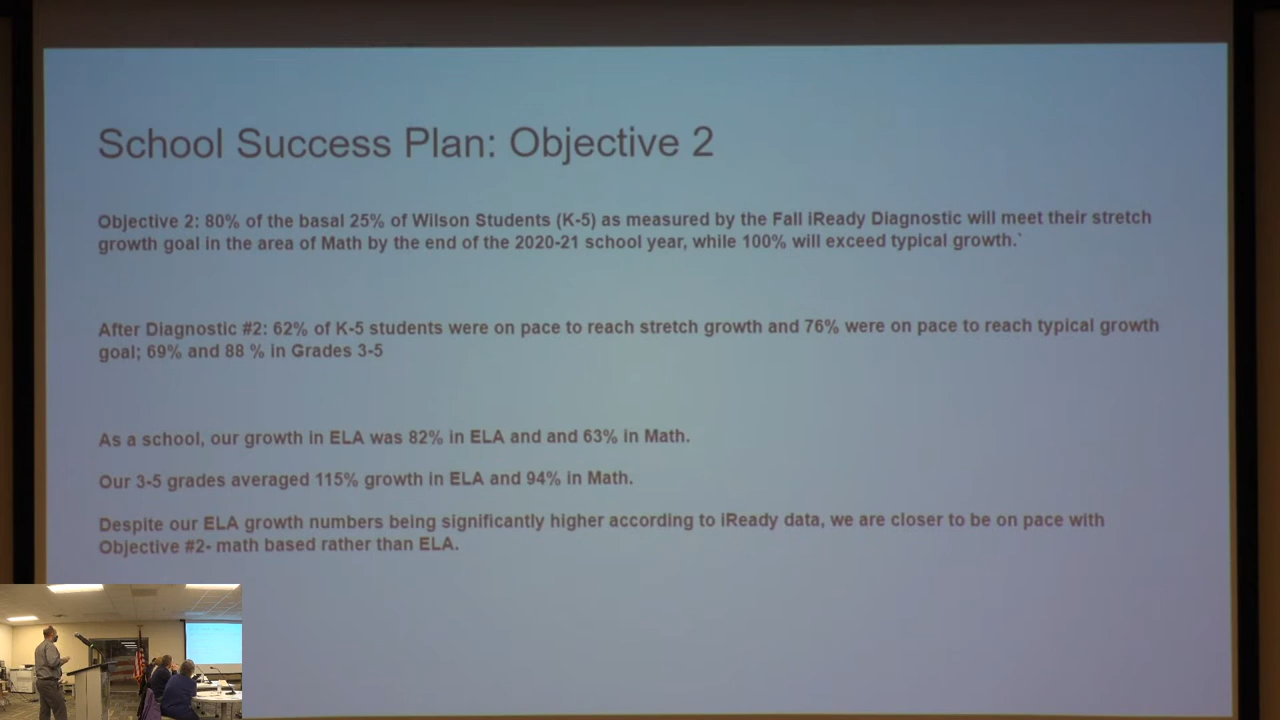 School Success Plan: Objective 2
Objective 2: 80% of the basal 25% of Wilson Students (K-5) as measured by the Fall iReady Diagnostic will meet their stretch
growth goal in the area of Math by the end of the 2020-21 school year, while 100% will exceed typical growth.`
After Diagnostic #2: 62% of K-5 students were on pace to reach stretch growth and 76% were on pace to reach typical growth
goal; 69% and 88 % in Grades 3-5
As a school, our growth in ELA was 82% in ELA and and 63% in Math.
Our 3-5 grades averaged 115% growth in ELA and 94% in Math.
Despite our ELA growth numbers being significantly higher according to iReady data, we are closer to be on pace with
Objective #2- math based rather than ELA.